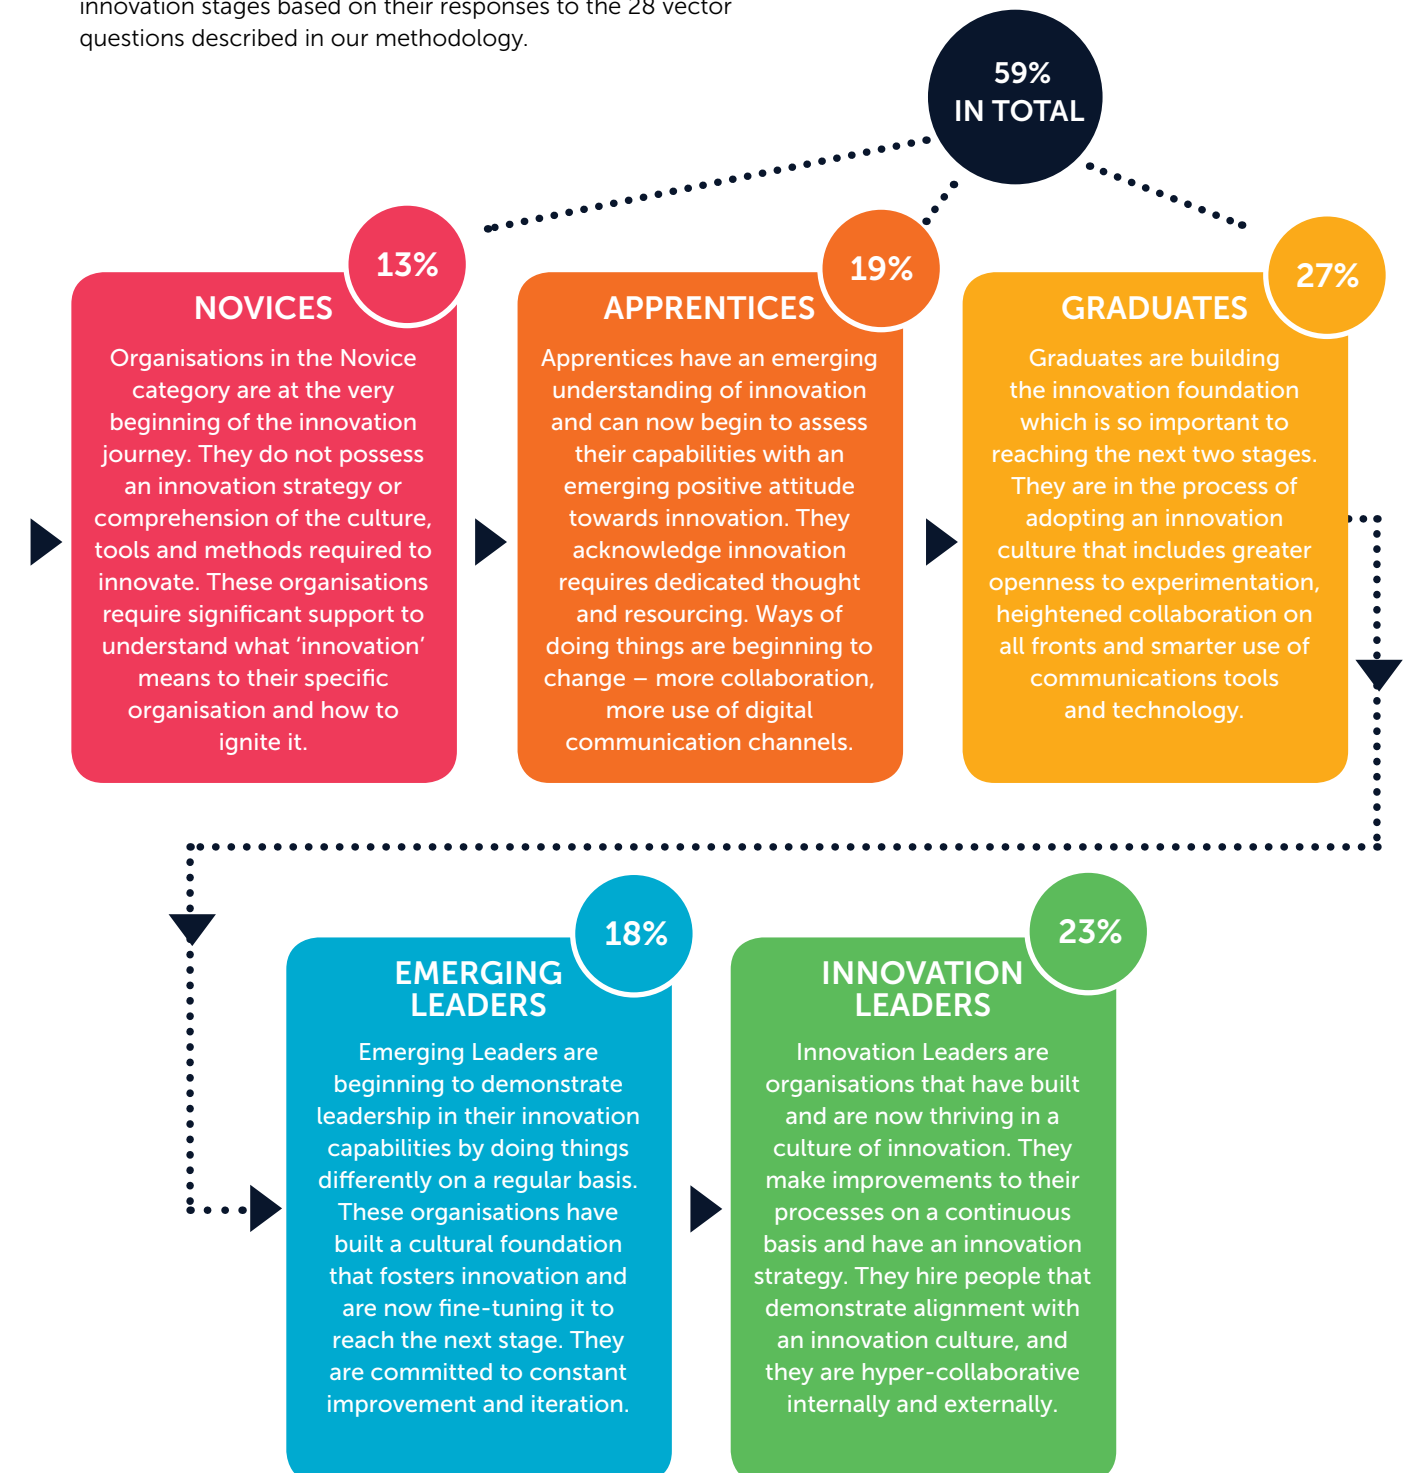 innovation stages based on their responses to the 28 vector
questions described in our methodology.
59%
IN TOTAL
13%
NOVICES
Organisations in the Novice
category are at the very
beginning of the innovation
journey. They do not possess
an innovation strategy or
comprehension of the culture,
tools and methods required to
innovate. These organisations
require significant support to
understand what ‘innovation’
means to their specific
organisation and how to
ignite it.
19%
APPRENTICES
Apprentices have an emerging
understanding of innovation
and can now begin to assess
their capabilities with an
emerging positive attitude
towards innovation. They
acknowledge innovation
requires dedicated thought
and resourcing. Ways of
doing things are beginning to
change – more collaboration,
more use of digital
communication channels.
27%
GRADUATES
Graduates are building
the innovation foundation
which is so important to
reaching the next two stages.
They are in the process of
adopting an innovation
culture that includes greater
openness to experimentation,
heightened collaboration on
all fronts and smarter use of
communications tools
and technology.
18%
EMERGING
LEADERS
Emerging Leaders are
beginning to demonstrate
leadership in their innovation
capabilities by doing things
differently on a regular basis.
These organisations have
built a cultural foundation
that fosters innovation and
are now fine-tuning it to
reach the next stage. They
are committed to constant
improvement and iteration.
23%
INNOVATION
LEADERS
Innovation Leaders are
organisations that have built
and are now thriving in a
culture of innovation. They
make improvements to their
processes on a continuous
basis and have an innovation
strategy. They hire people that
demonstrate alignment with
an innovation culture, and
they are hyper-collaborative
internally and externally.